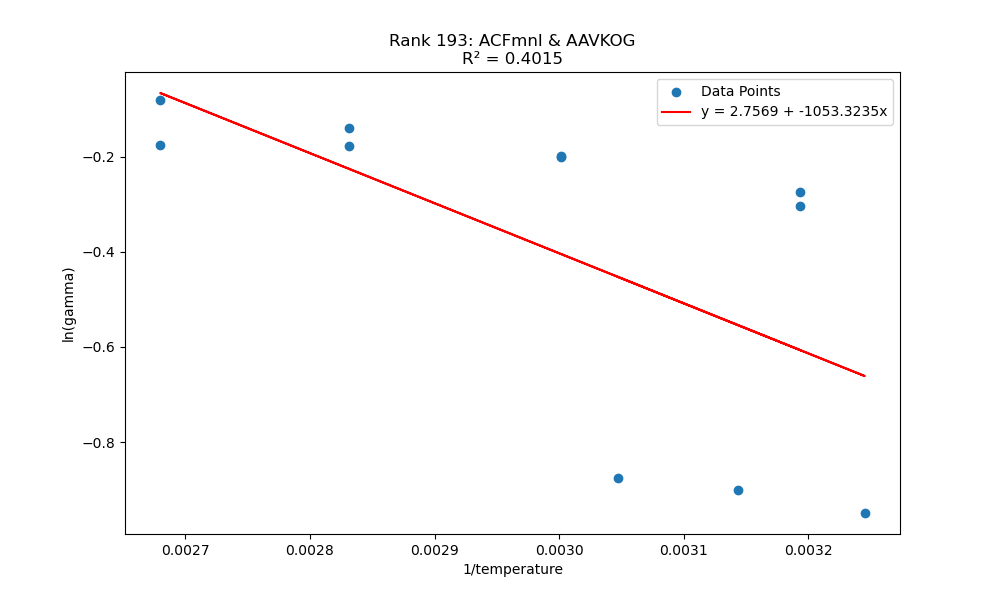 Rank 193: ACFmnl & AAVKOG
R² = 0.4015
Data Points
y = 2.7569 + -1053.3235x
ln(gamma)
−0.2
−0.4
−0.6
−0.8
0.0027
0.0028
0.0029
0.0030
0.0031
0.0032
1/temperature